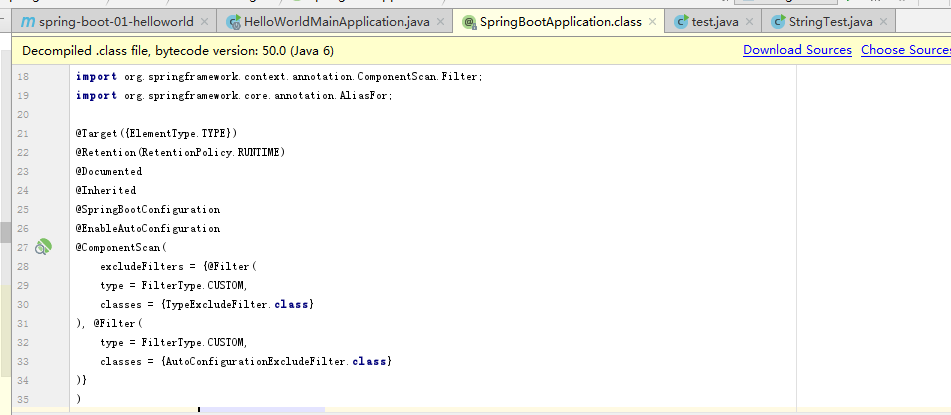 spring-boot-01-helloworld × HelloWorldMainApplication.java × SpringBootApplication.class × test.java × StringTest.java ×
Decompiled .class file, bytecode version: 50.0 (Java 6) Download Sources Choose Sources
18 import org.springframework.context.annotation.ComponentScan.Filter;
19 import org.springframework.core.annotation.AliasFor;
20
21 @Target({ElementType.TYPE})
22 @Retention(RetentionPolicy.RUNTIME)
23 @Documented
24 @Inherited
25 @SpringBootConfiguration
26 @EnableAutoConfiguration
27 @ComponentScan(
28 excludeFilters = {@Filter(
29 type = FilterType.CUSTOM,
30 classes = {TypeExcludeFilter.class}
31 ), @Filter(
32 type = FilterType.CUSTOM,
33 classes = {AutoConfigurationExcludeFilter.class}
34 )}
35 )